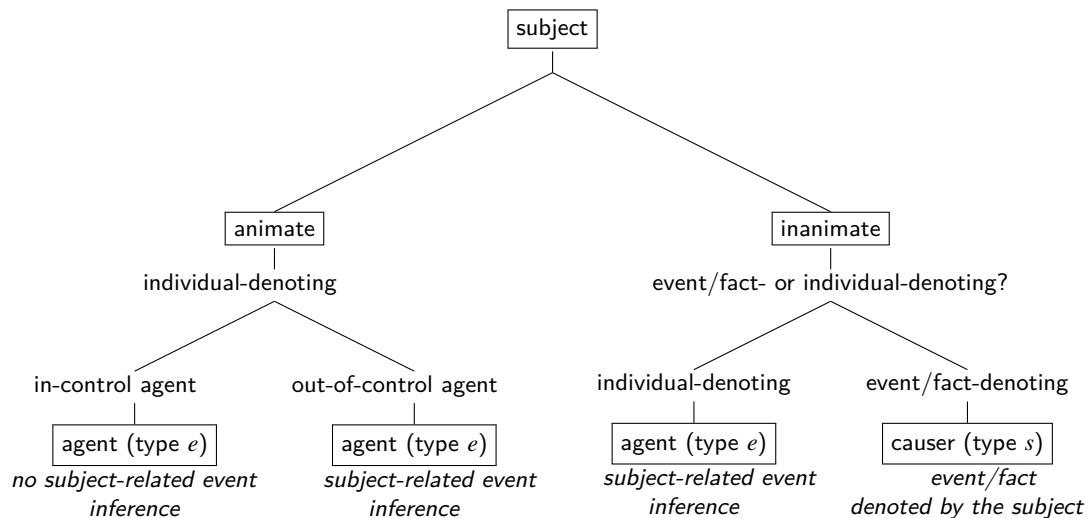 subject
animate
inanimate
individual-denoting
event/fact- or individual-denoting?
in-control agent
out-of-control agent
individual-denoting
event/fact-denoting
agent (type e)
agent (type e)
agent (type e)
causer (type s)
no subject-related event
inference
subject-related event
inference
subject-related event
inference
event/fact
denoted by the subject